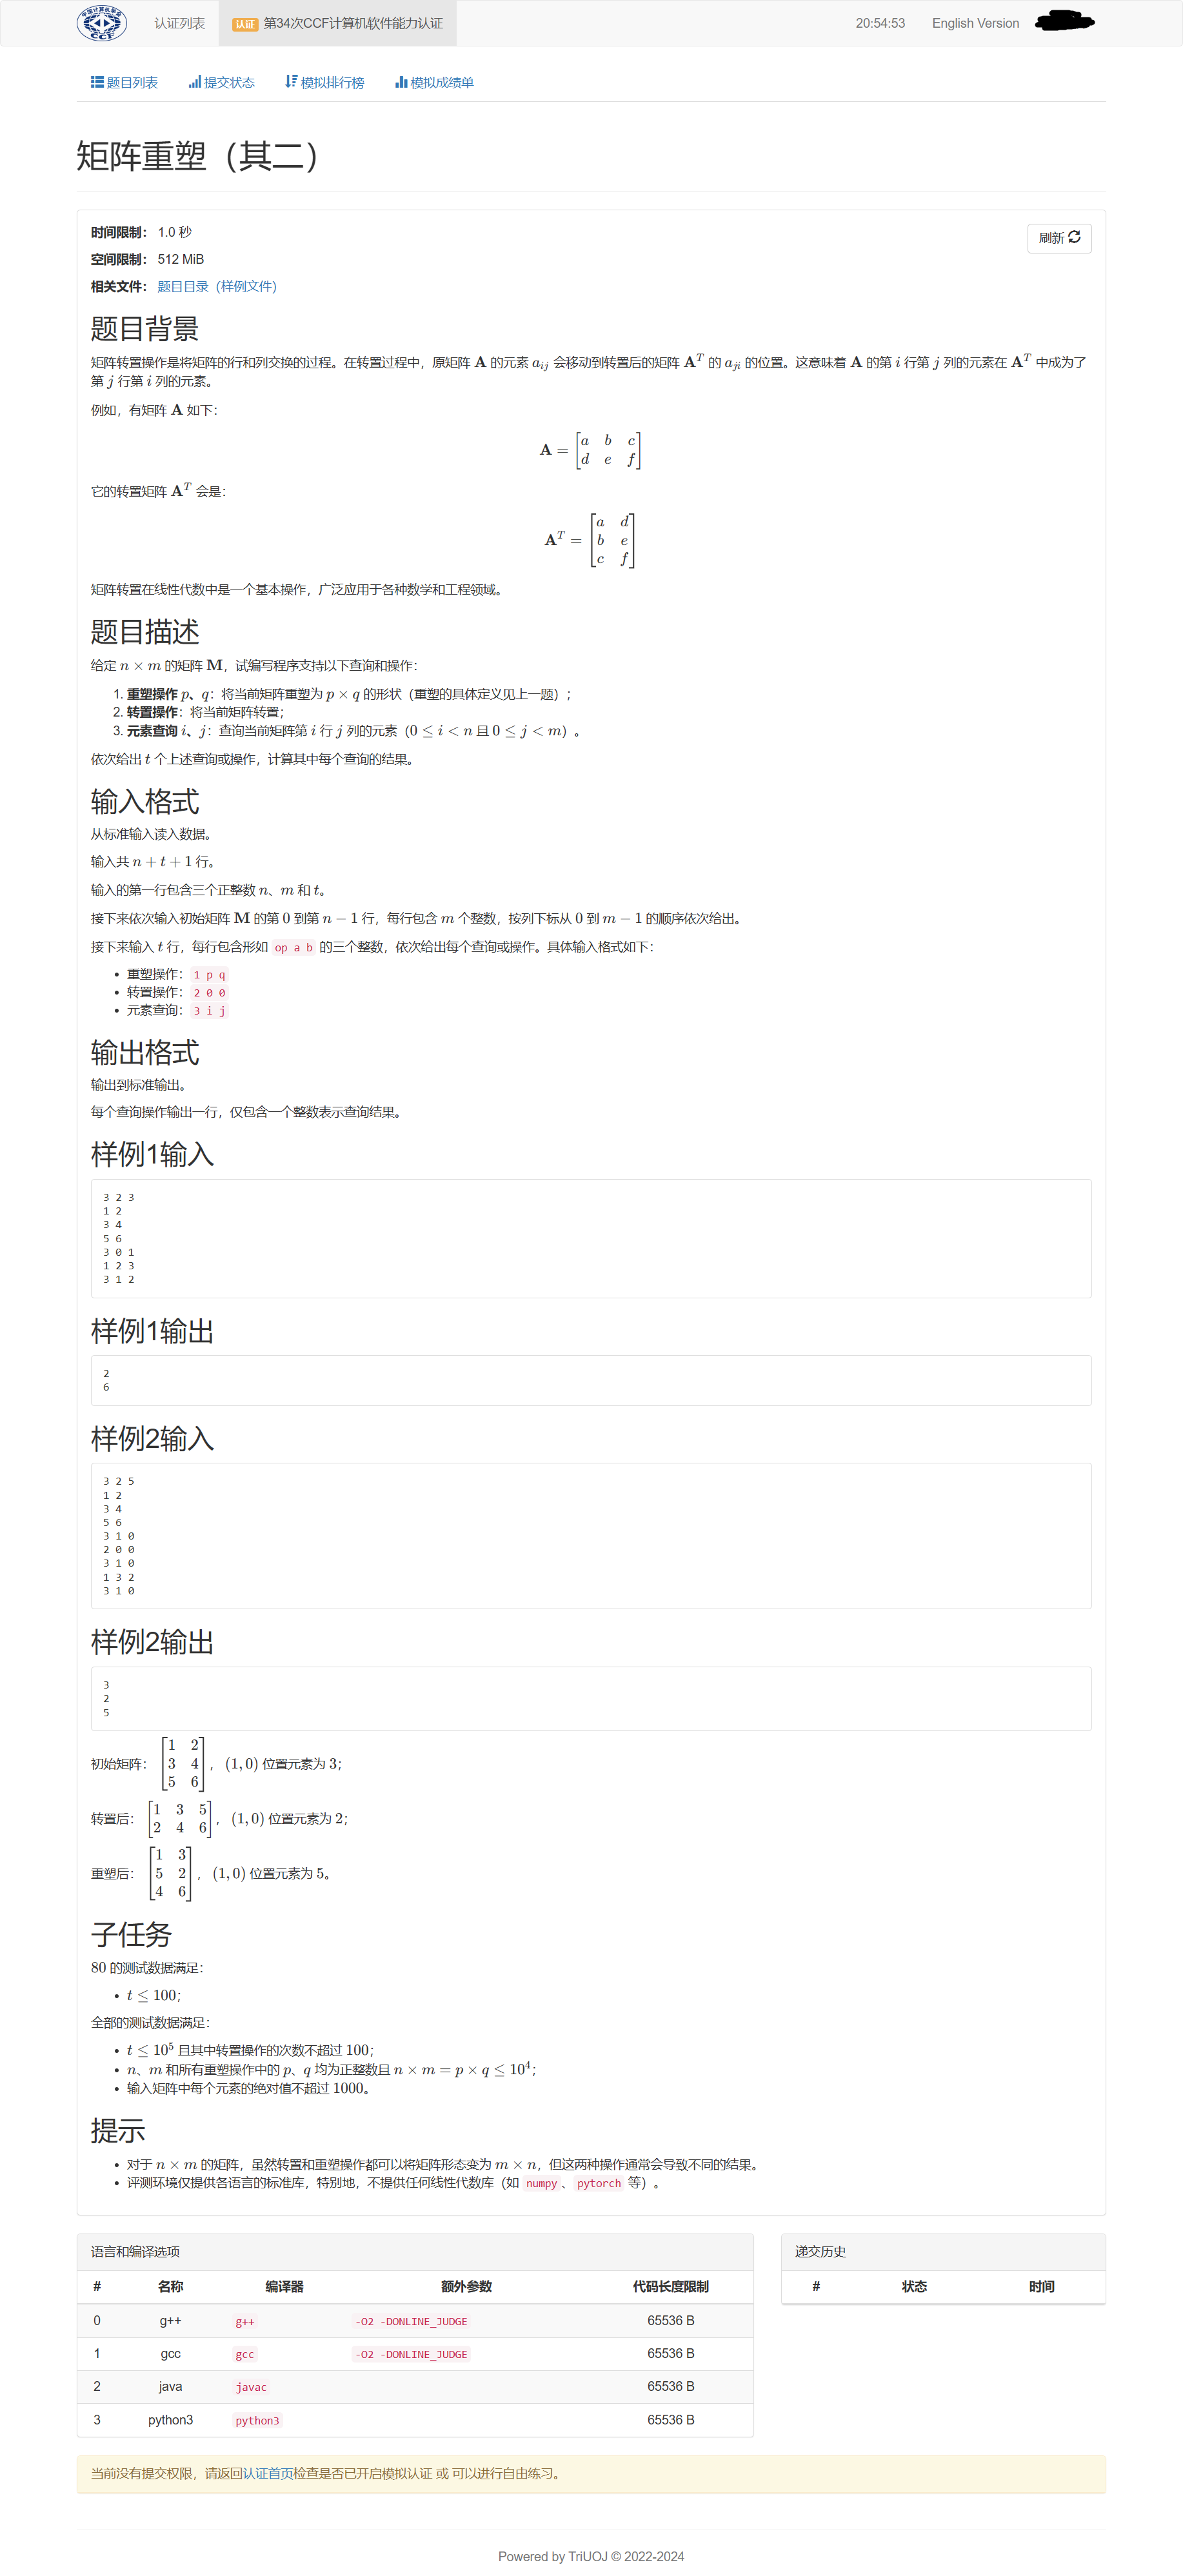 中国计算机学会
CCF
认证列表
认证 第34次CCF计算机软件能力认证
20:54:53
English Version
题目列表
提交状态
模拟排行榜
模拟成绩单
矩阵重塑（其二）
时间限制： 1.0 秒
刷新
空间限制： 512 MiB
相关文件： 题目目录（样例文件）
题目背景
矩阵转置操作是将矩阵的行和列交换的过程。在转置过程中，原矩阵 A 的元素 a_{ij} 会移动到转置后的矩阵 A^T 的 a_{ji} 的位置。这意味着 A 的第 i 行第 j 列的元素在 A^T 中成为了
第 j 行第 i 列的元素。
例如，有矩阵 A 如下：
A = [a b c
d e f]
它的转置矩阵 A^T 会是：
A^T = [a d
b e
c f]
矩阵转置在线性代数中是一个基本操作，广泛应用于各种数学和工程领域。
题目描述
给定 n × m 的矩阵 M，试编写程序支持以下查询和操作：
1. 重塑操作 p、q：将当前矩阵重塑为 p × q 的形状（重塑的具体定义见上一题）；
2. 转置操作：将当前矩阵转置；
3. 元素查询 i、j：查询当前矩阵第 i 行 j 列的元素（0 ≤ i < n 且 0 ≤ j < m）。
依次给出 t 个上述查询或操作，计算其中每个查询的结果。
输入格式
从标准输入读入数据。
输入共 n + t + 1 行。
输入的第一行包含三个正整数 n、m 和 t。
接下来依次输入初始矩阵 M 的第 0 到第 n − 1 行，每行包含 m 个整数，按列下标从 0 到 m − 1 的顺序依次给出。
接下来输入 t 行，每行包含形如 op a b 的三个整数，依次给出每个查询或操作。具体输入格式如下：
• 重塑操作：1 p q
• 转置操作：2 0 0
• 元素查询：3 i j
输出格式
输出到标准输出。
每个查询操作输出一行，仅包含一个整数表示查询结果。
样例1输入
3 2 3
1 2
3 4
5 6
3 0 1
1 2 3
3 1 2
样例1输出
2
6
样例2输入
3 2 5
1 2
3 4
5 6
3 1 0
2 0 0
3 1 0
1 3 2
3 1 0
样例2输出
3
2
5
初始矩阵： [1 2
3 4
5 6]，(1, 0) 位置元素为 3；
转置后： [1 3 5
2 4 6]，(1, 0) 位置元素为 2；
重塑后： [1 3
5 2
4 6]，(1, 0) 位置元素为 5。
子任务
80 的测试数据满足：
• t ≤ 100；
全部的测试数据满足：
• t ≤ 10^5 且其中转置操作的次数不超过 100；
• n、m 和所有重塑操作中的 p、q 均为正整数且 n × m = p × q ≤ 10^4；
• 输入矩阵中每个元素的绝对值不超过 1000。
提示
• 对于 n × m 的矩阵，虽然转置和重塑操作都可以将矩阵形态变为 m × n，但这两种操作通常会导致不同的结果。
• 评测环境仅提供各语言的标准库，特别地，不提供任何线性代数库（如 numpy、pytorch 等）。
语言和编译选项
# 名称 编译器 额外参数 代码长度限制
0 g++ g++ -O2 -DONLINE_JUDGE 65536 B
1 gcc gcc -O2 -DONLINE_JUDGE 65536 B
2 java javac 65536 B
3 python3 python3 65536 B
递交历史
# 状态 时间
当前没有提交权限，请返回认证首页检查是否已开启模拟认证 或 可以进行自由练习。
Powered by TriUOJ © 2022-2024